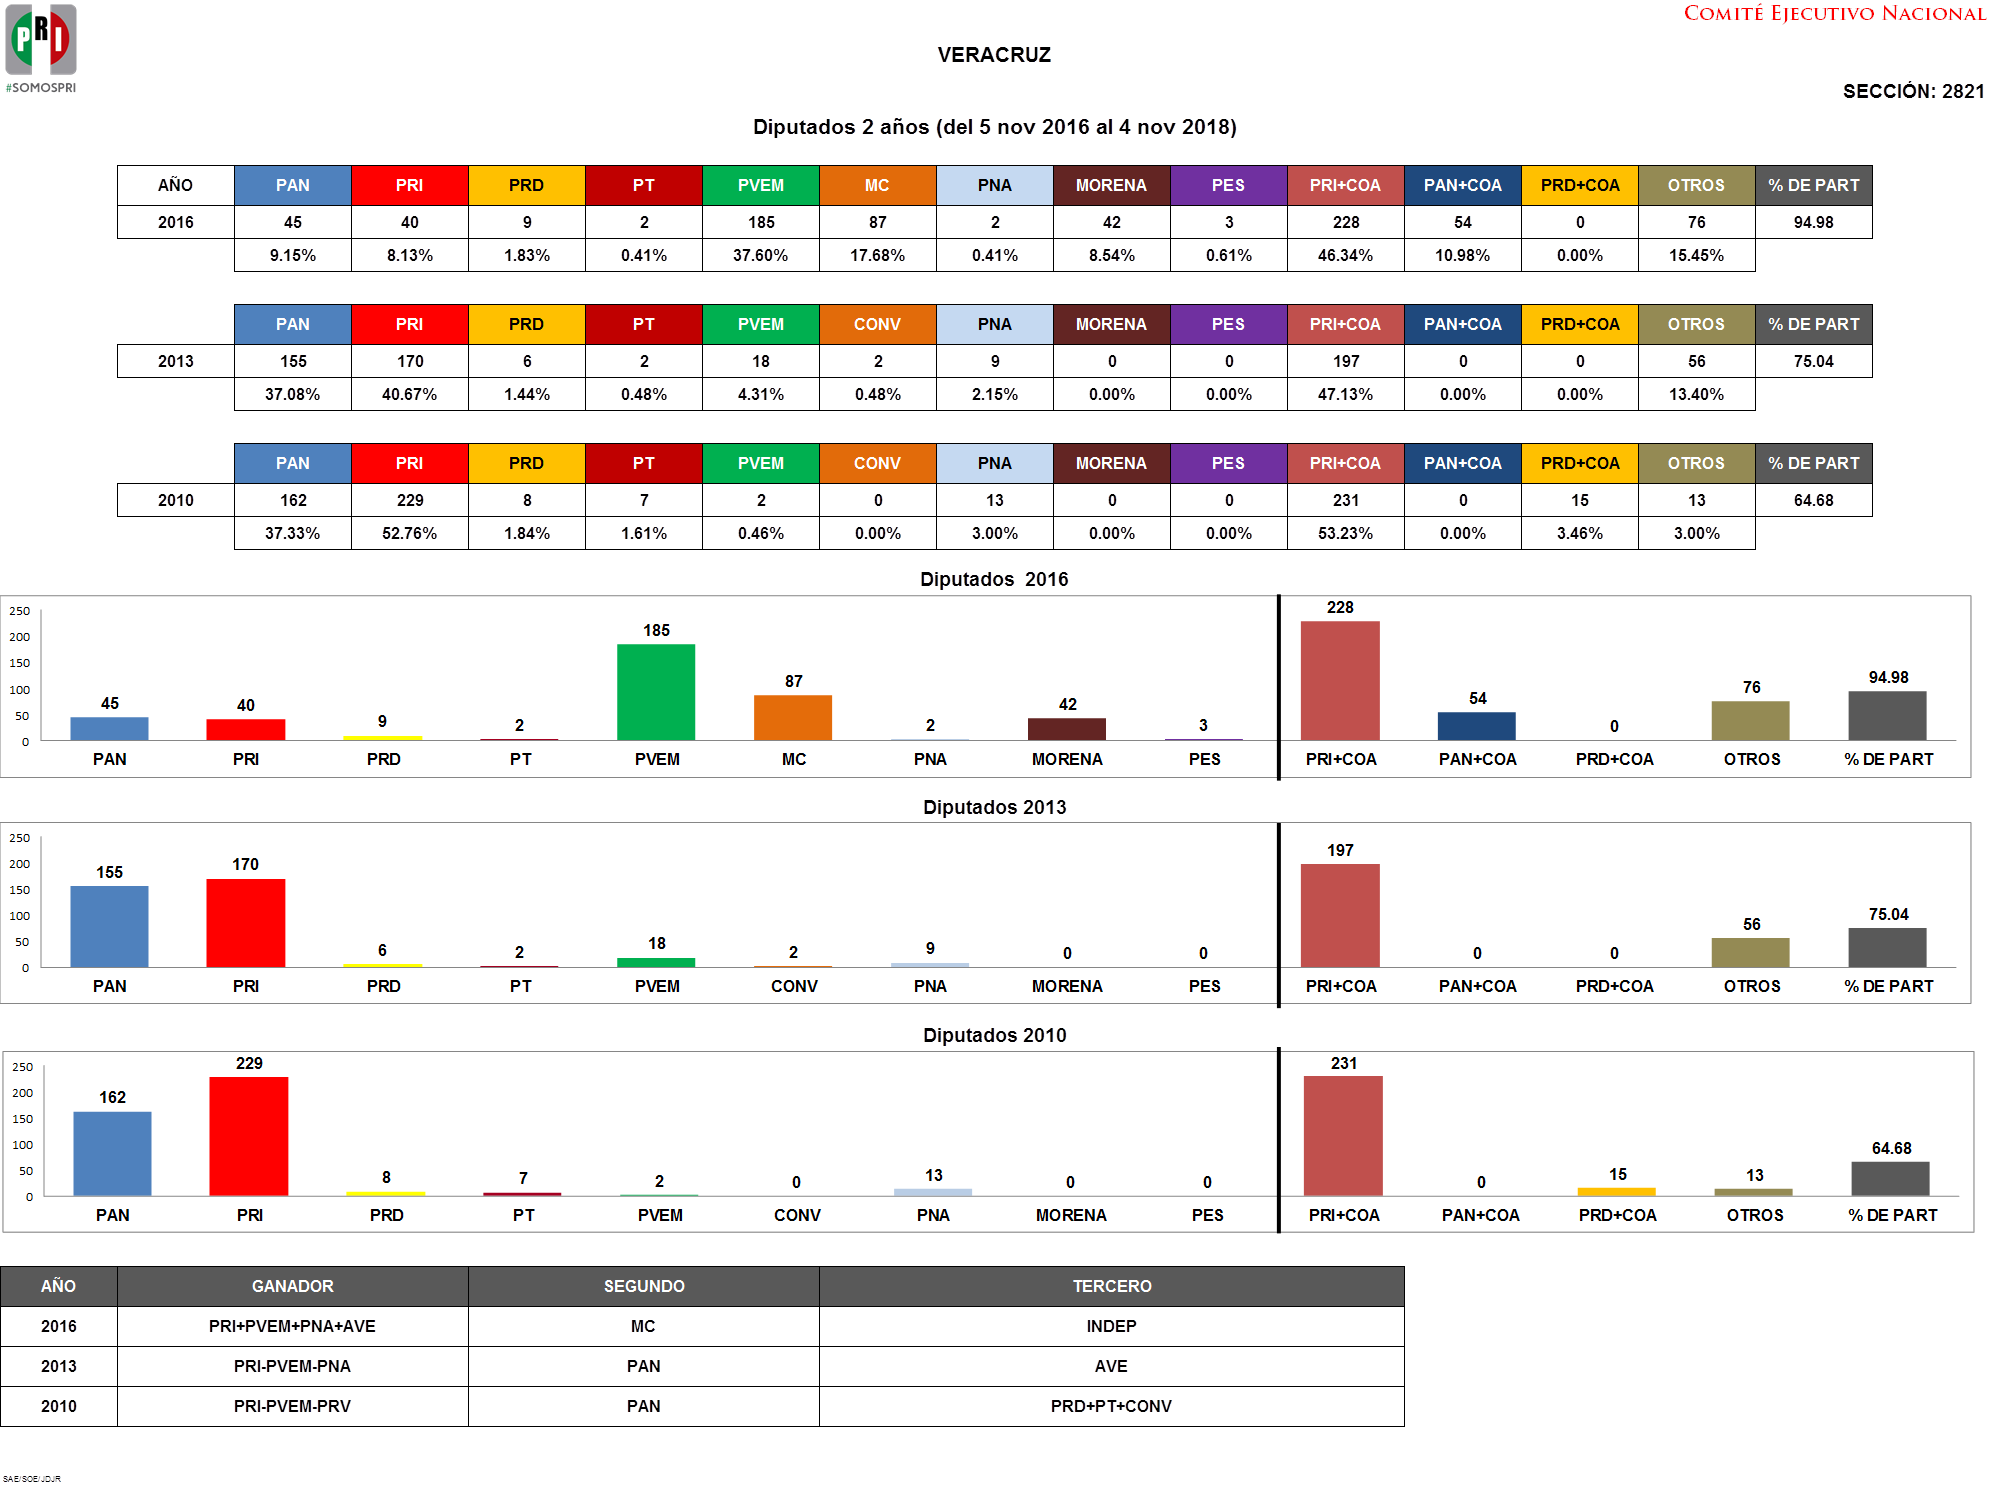 PRI
#SOMOSPRI
COMITÉ EJECUTIVO NACIONAL
VERACRUZ
SECCIÓN: 2821
Diputados 2 años (del 5 nov 2016 al 4 nov 2018)
AÑO PAN PRI PRD PT PVEM MC PNA MORENA PES PRI+COA PAN+COA PRD+COA OTROS % DE PART
2016 45 40 9 2 185 87 2 42 3 228 54 0 76 94.98
9.15% 8.13% 1.83% 0.41% 37.60% 17.68% 0.41% 8.54% 0.61% 46.34% 10.98% 0.00% 15.45%
PAN PRI PRD PT PVEM CONV PNA MORENA PES PRI+COA PAN+COA PRD+COA OTROS % DE PART
2013 155 170 6 2 18 2 9 0 0 197 0 0 56 75.04
37.08% 40.67% 1.44% 0.48% 4.31% 0.48% 2.15% 0.00% 0.00% 47.13% 0.00% 0.00% 13.40%
PAN PRI PRD PT PVEM CONV PNA MORENA PES PRI+COA PAN+COA PRD+COA OTROS % DE PART
2010 162 229 8 7 2 0 13 0 0 231 0 15 13 64.68
37.33% 52.76% 1.84% 1.61% 0.46% 0.00% 3.00% 0.00% 0.00% 53.23% 0.00% 3.46% 3.00%
Diputados 2016
250
200
150
100
50
0
45 40 9 2 185 87 2 42 3 228 54 0 76 94.98
PAN PRI PRD PT PVEM MC PNA MORENA PES PRI+COA PAN+COA PRD+COA OTROS % DE PART
Diputados 2013
250
200
150
100
50
0
155 170 6 2 18 2 9 0 0 197 0 0 56 75.04
PAN PRI PRD PT PVEM CONV PNA MORENA PES PRI+COA PAN+COA PRD+COA OTROS % DE PART
Diputados 2010
250
200
150
100
50
0
162 229 8 7 2 0 13 0 0 231 0 15 13 64.68
PAN PRI PRD PT PVEM CONV PNA MORENA PES PRI+COA PAN+COA PRD+COA OTROS % DE PART
AÑO GANADOR SEGUNDO TERCERO
2016 PRI+PVEM+PNA+AVE MC INDEP
2013 PRI-PVEM-PNA PAN AVE
2010 PRI-PVEM-PRV PAN PRD+PT+CONV
SAE/SOE/JDJR